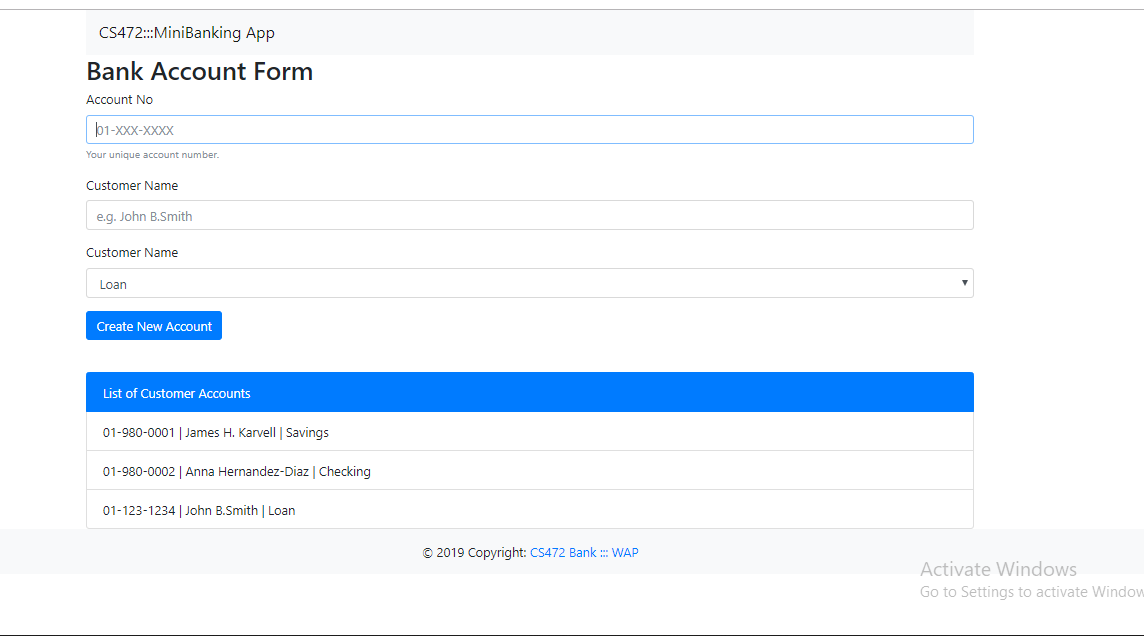 CS472:::MiniBanking App
Bank Account Form
Account No
01-XXX-XXXX
Your unique account number.
Customer Name
e.g. John B.Smith
Customer Name
Loan
Create New Account
List of Customer Accounts
01-980-0001 | James H. Karvell | Savings
01-980-0002 | Anna Hernandez-Diaz | Checking
01-123-1234 | John B.Smith | Loan
© 2019 Copyright: CS472 Bank ::: WAP
Activate Windows
Go to Settings to activate Window